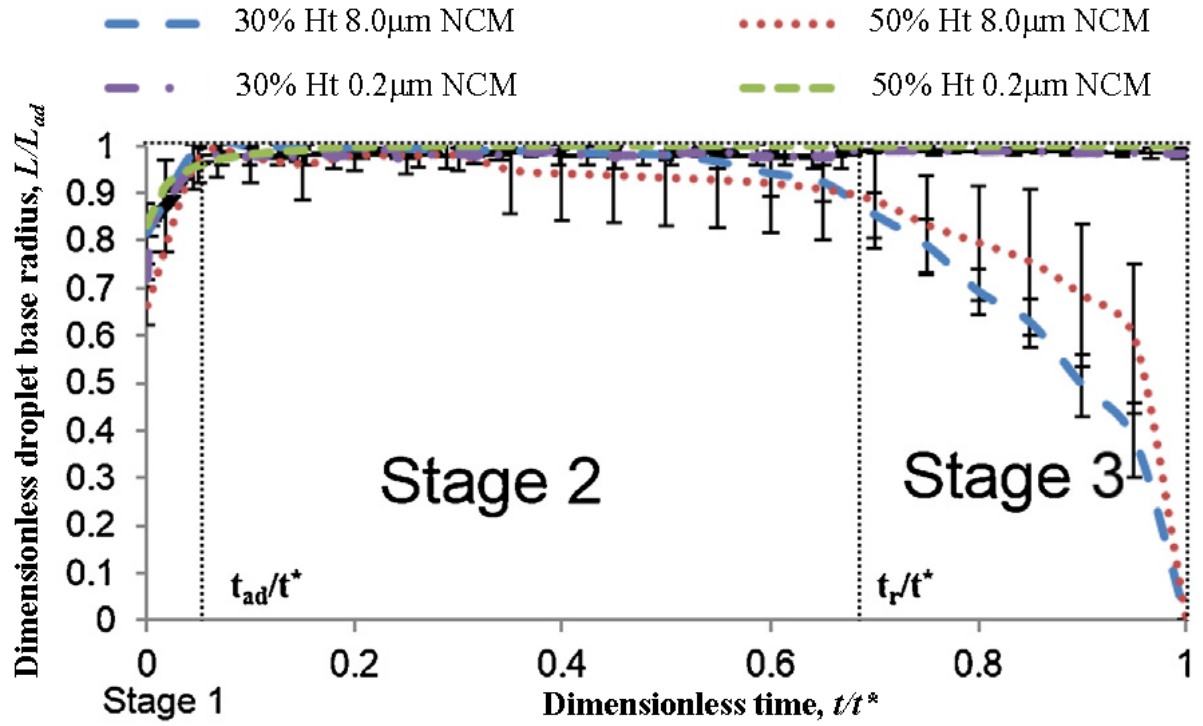 30% Ht 8.0μm NCM
50% Ht 8.0μm NCM
30% Ht 0.2μm NCM
50% Ht 0.2μm NCM
Dimensionless droplet base radius, L/L_ad
1
0.9
0.8
0.7
0.6
0.5
0.4
0.3
0.2
0.1
0
Stage 2
Stage 3
t_ad/t*
t_r/t*
0
0.2
0.4
0.6
0.8
1
Stage 1
Dimensionless time, t/t*